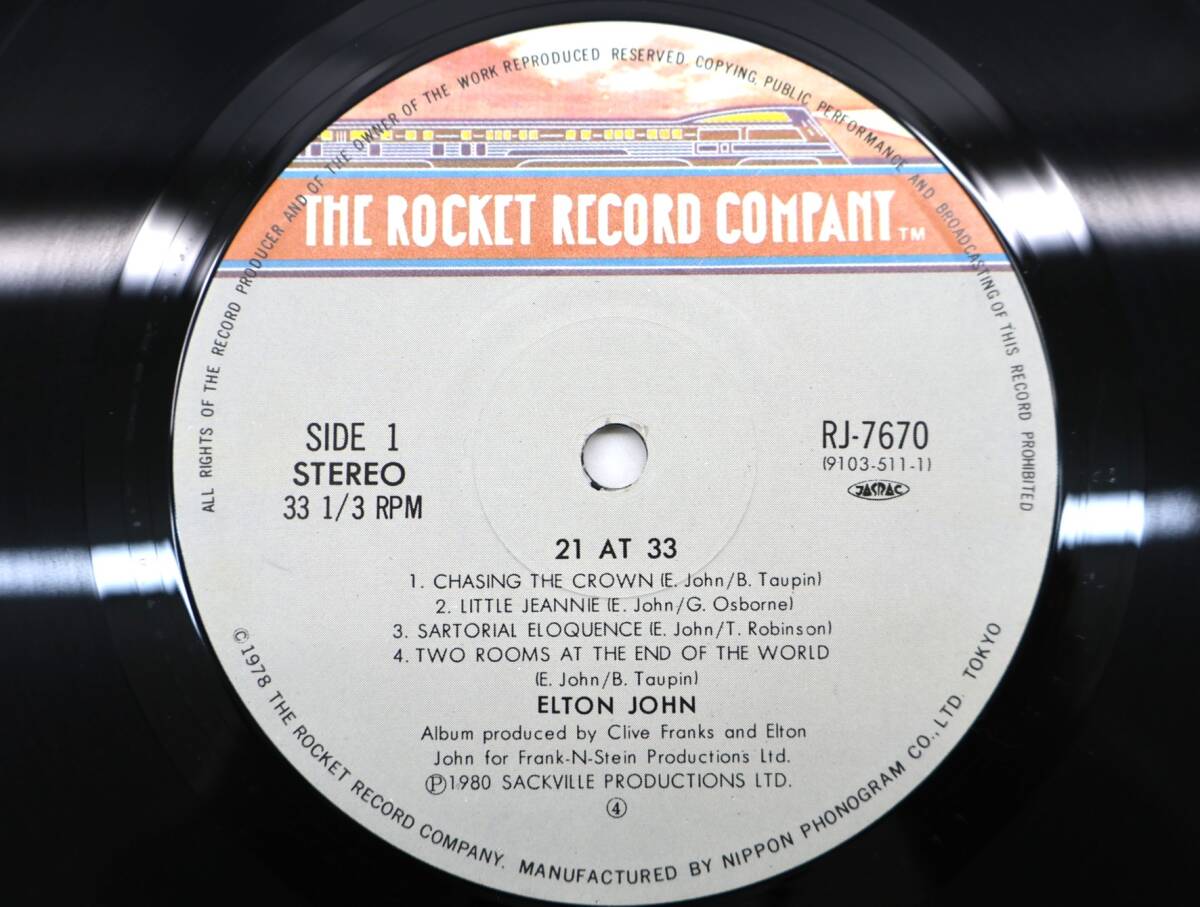 ALL RIGHTS OF THE RECORD PRODUCER AND OF THE OWNER OF THE WORK REPRODUCED RESERVED. COPYING, PUBLIC PERFORMANCE AND BROADCASTING OF THIS RECORD PROHIBITED
THE ROCKET RECORD COMPANY TM
SIDE 1
STEREO
33 1/3 RPM
RJ-7670
(9103-511-1)
JASRAC
21 AT 33
1. CHASING THE CROWN (E. John/B. Taupin)
2. LITTLE JEANNIE (E. John/G. Osborne)
3. SARTORIAL ELOQUENCE (E. John/T. Robinson)
4. TWO ROOMS AT THE END OF THE WORLD
(E. John/B. Taupin)
ELTON JOHN
Album produced by Clive Franks and Elton
John for Frank-N-Stein Productions Ltd.
Ⓟ1980 SACKVILLE PRODUCTIONS LTD.
④
©1978 THE ROCKET RECORD COMPANY. MANUFACTURED BY NIPPON PHONOGRAM CO., LTD. TOKYO